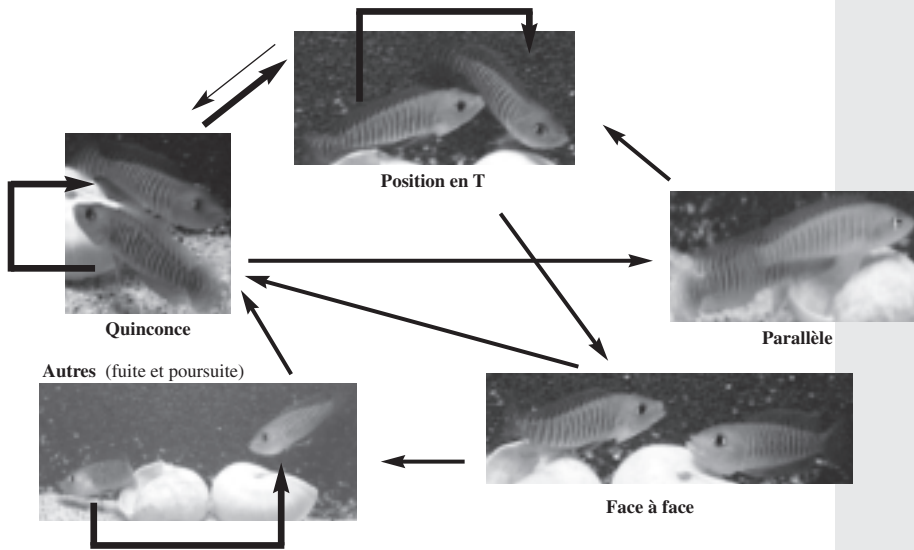 Position en T
Quinconce
Parallèle
Autres (fuite et poursuite)
Face à face